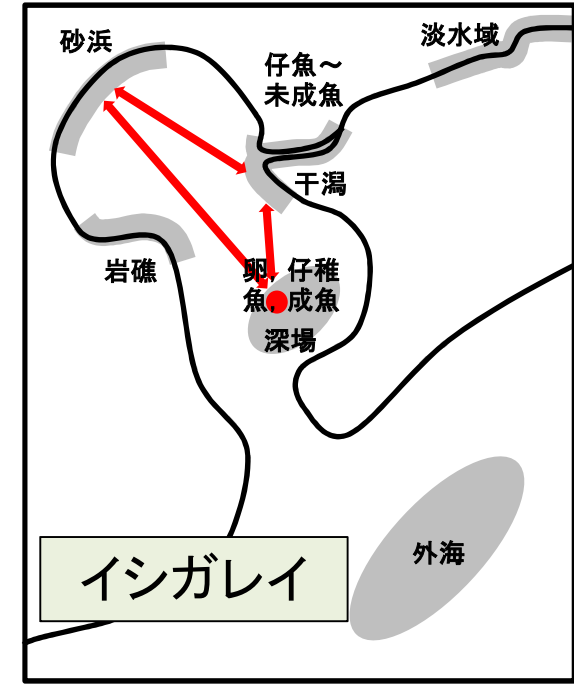 砂浜
淡水域
仔魚～
未成魚
干潟
岩礁
卵, 仔稚
魚, 成魚
深場
外海
イシガレイ